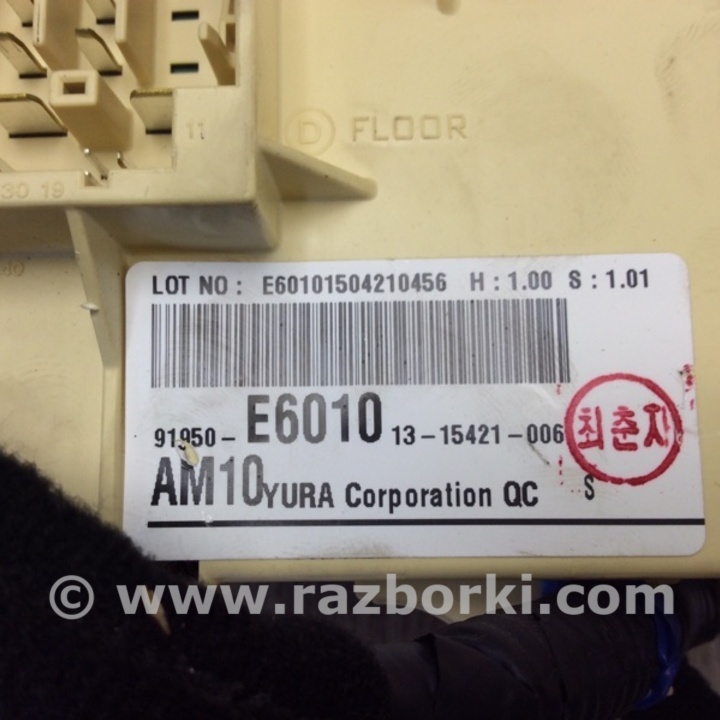 11
D FLOOR
30 19
LOT NO : E60101504210456 H : 1.00 S : 1.01
91950- E6010 13-15421-006
최춘자
AM10 YURA Corporation QC S
© www.razborki.com